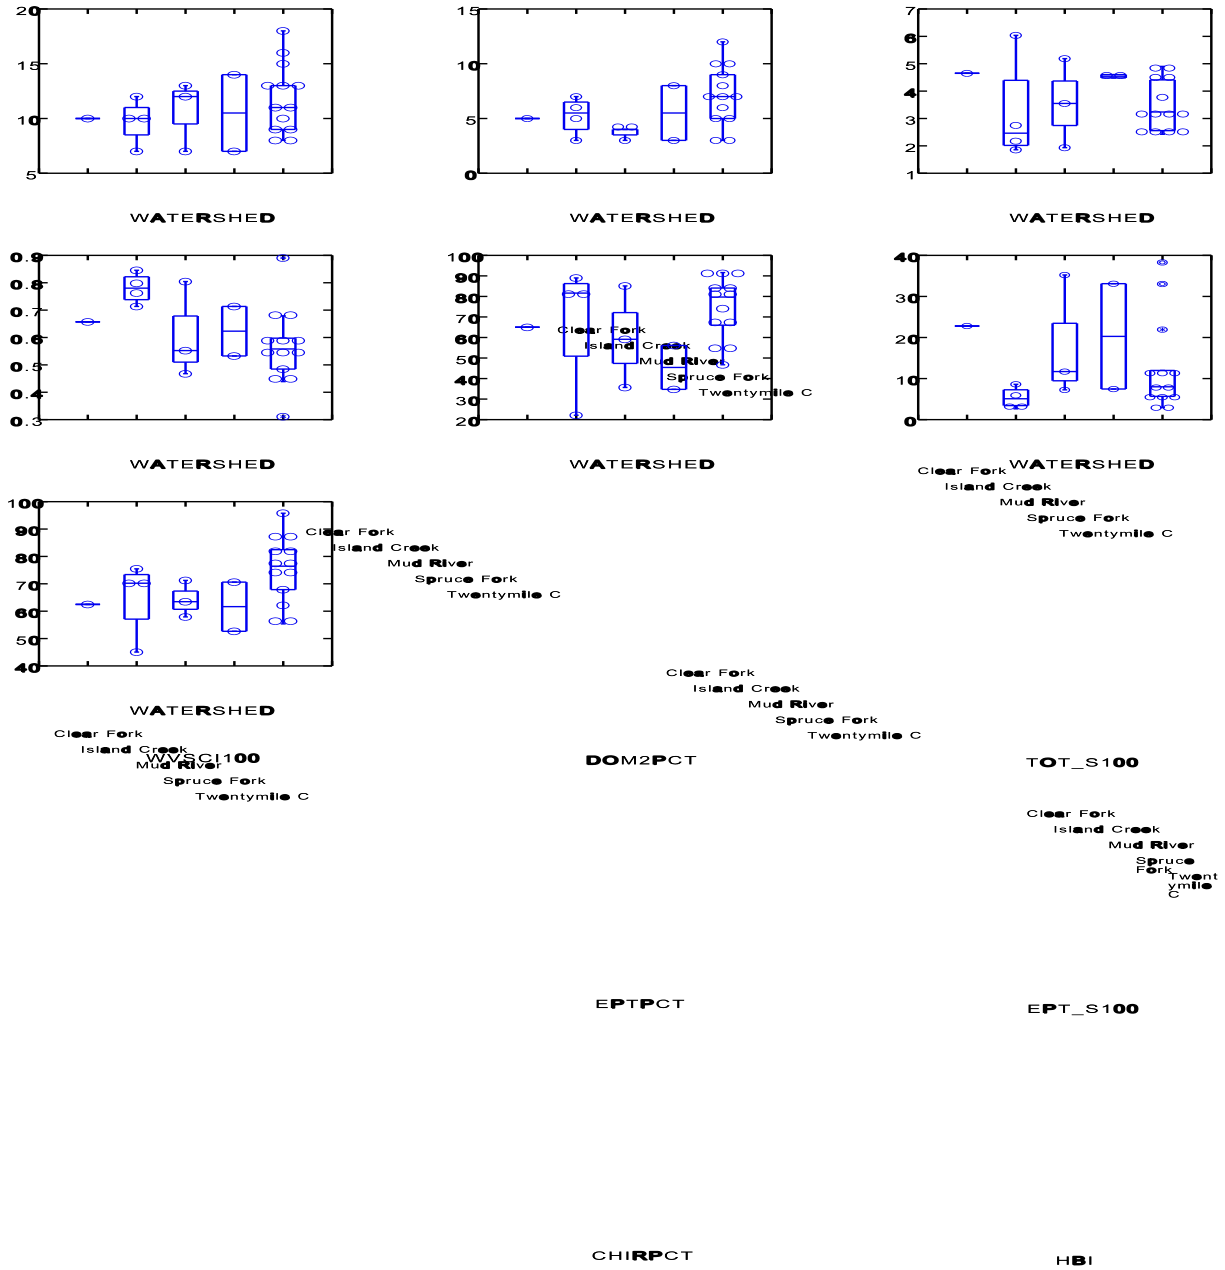 20
15
10
5
WATERSHED
15
10
5
0
WATERSHED
7
6
5
4
3
2
1
WATERSHED
0.9
0.8
0.7
0.6
0.5
0.4
0.3
WATERSHED
100
90
80
70
60
50
40
30
20
Clear Fork
Island Creek
Mud River
Spruce Fork
Twentymile C
WATERSHED
40
30
20
10
0
WATERSHED
Clear Fork
Island Creek
Mud River
Spruce Fork
Twentymile C
100
90
80
70
60
50
40
WATERSHED
Clear Fork
Island Creek
Mud River
Spruce Fork
Twentymile C
Clear Fork
Island Creek
Mud River
Spruce Fork
Twentymile C
Clear Fork
Island Creek
Mud River
Spruce Fork
Twentymile C
WVSCI100
DOM2PCT
TOT_S100
Clear Fork
Island Creek
Mud River
Spruce
Fork
Twent
ymile
C
EPTPCT
EPT_S100
CHIRPCT
HBI